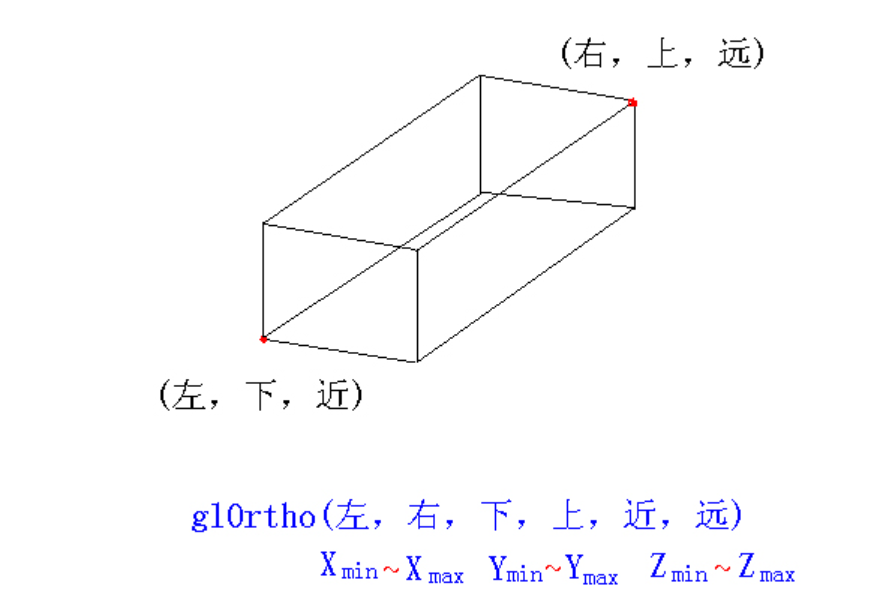 (右，上，远)
(左，下，近)
glOrtho(左，右，下，上，近，远)
Xmin~Xmax Ymin~Ymax Zmin~Zmax